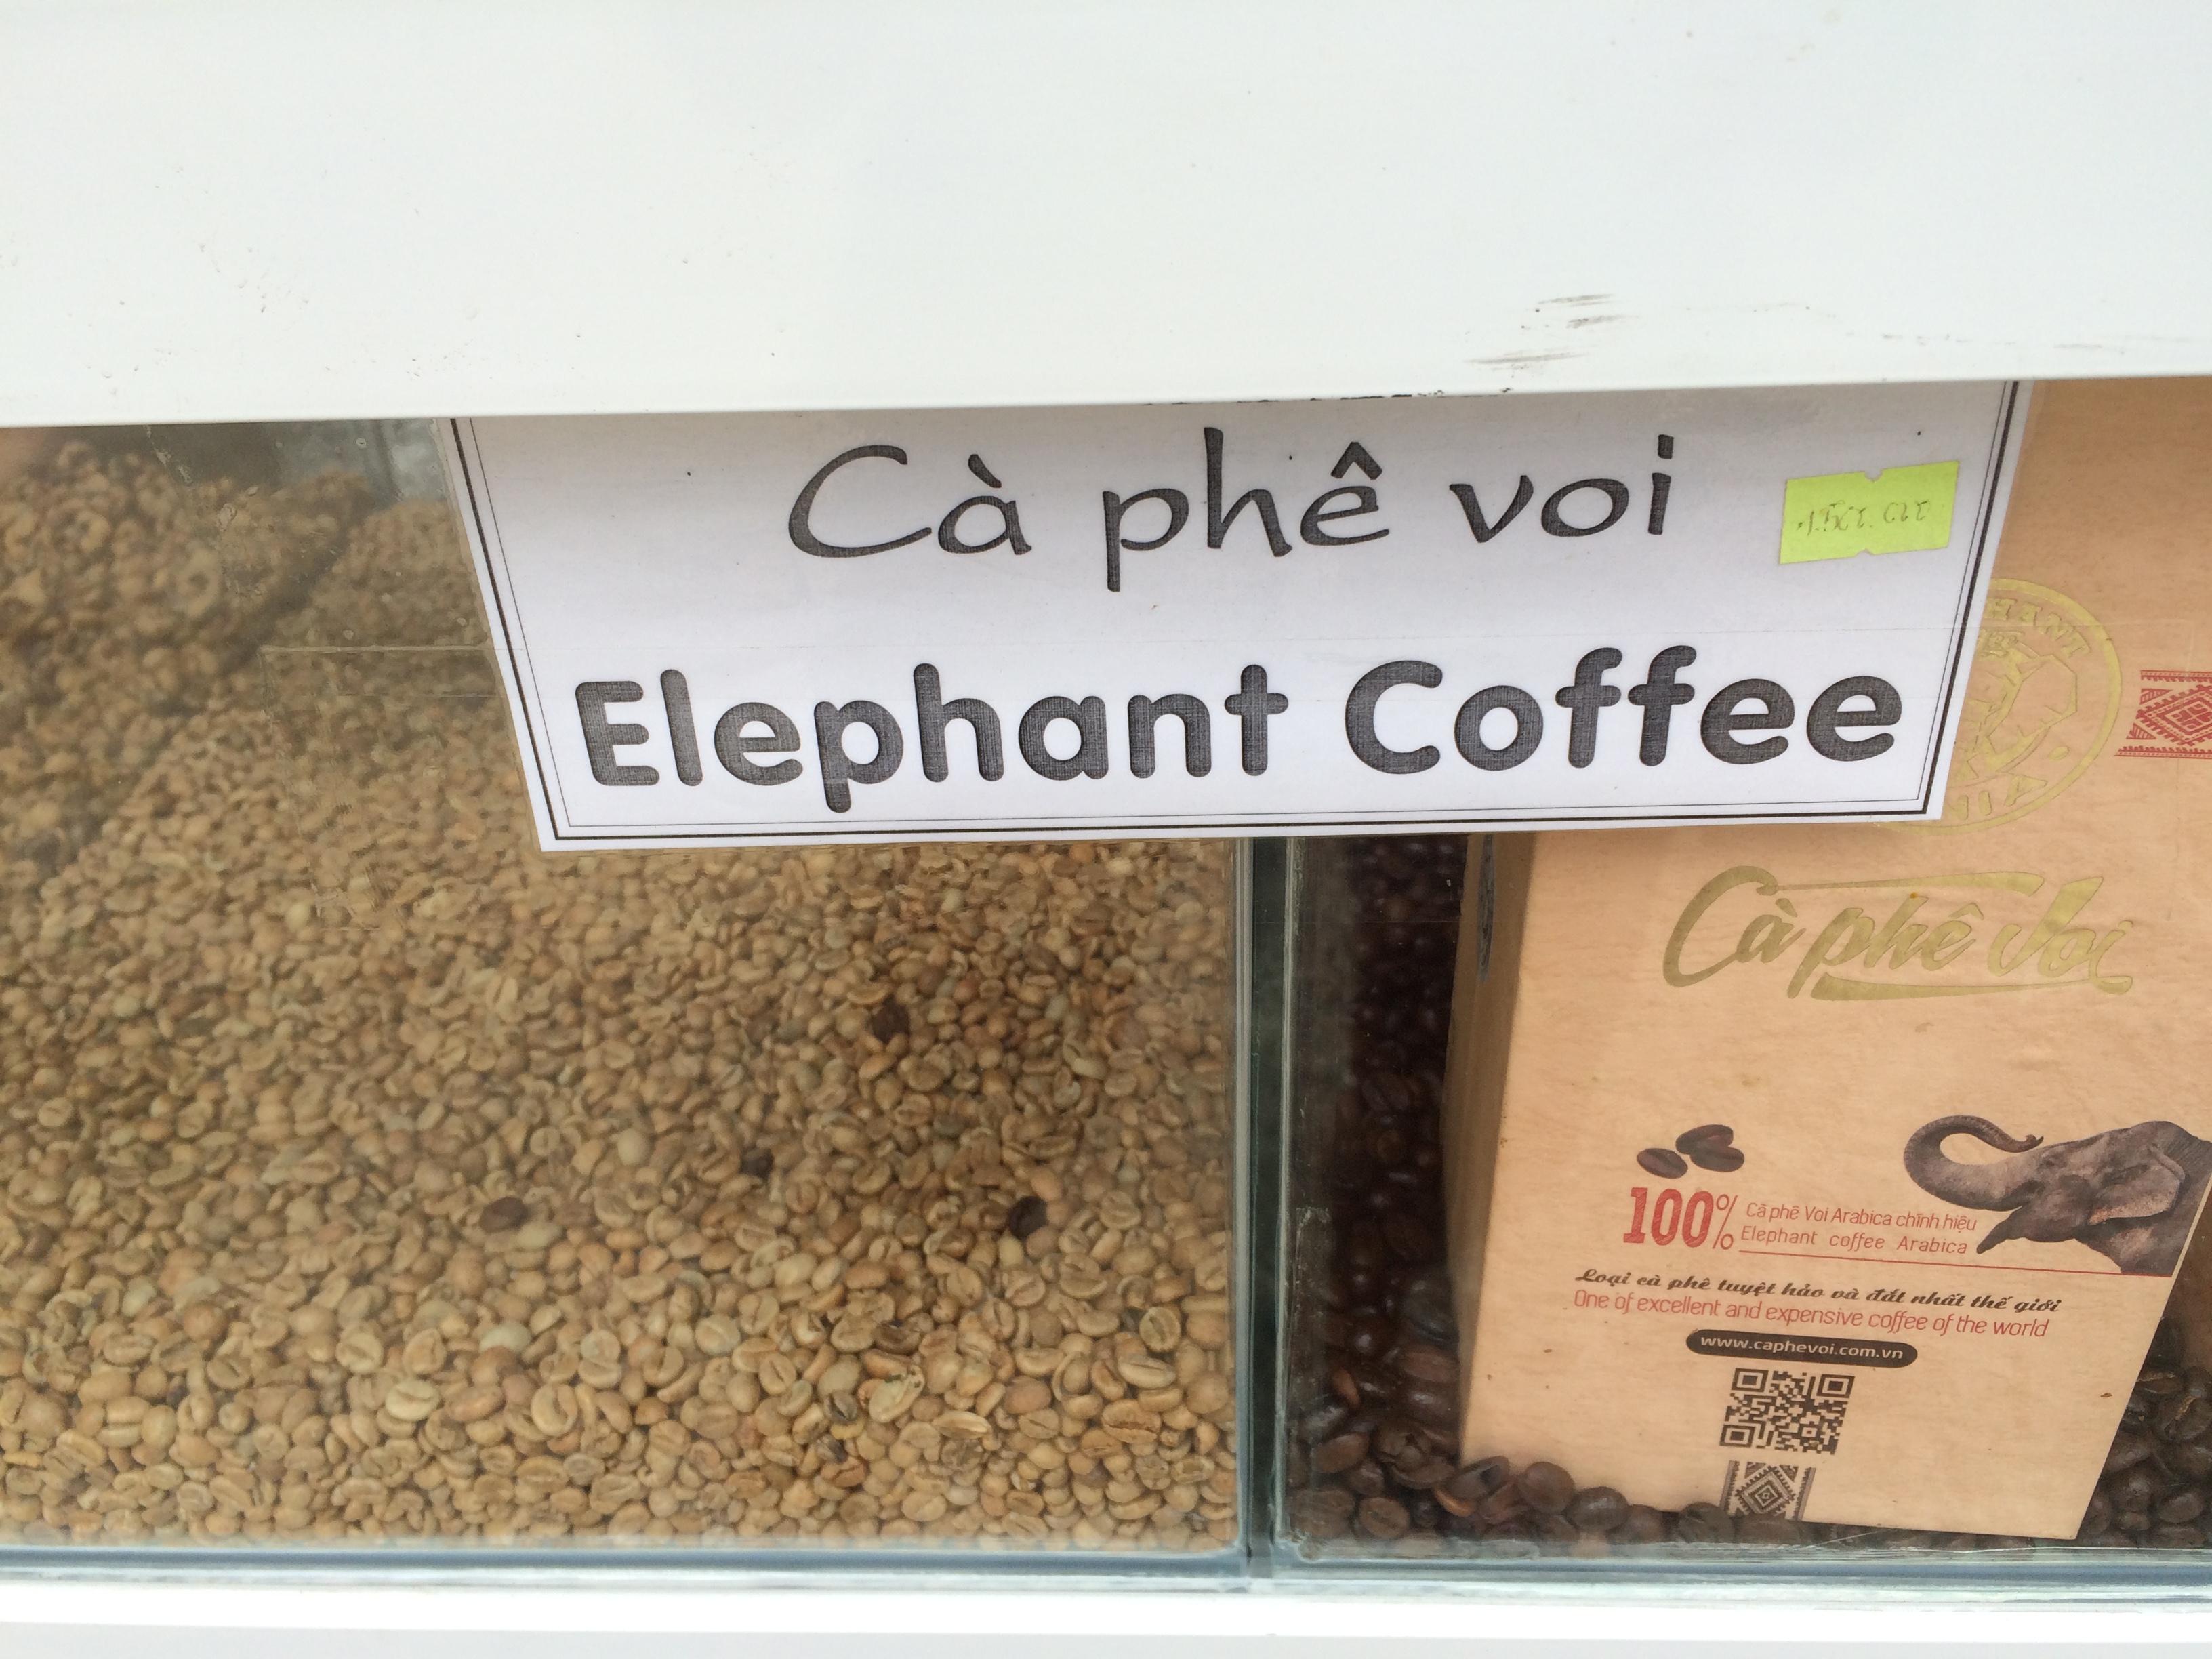 Cà phê voi
Elephant Coffee
Cà phê Voi
100%
Cà phê Voi Arabica chính hiệu
Elephant coffee Arabica
Loại cà phê tuyệt hảo và đắt nhất thế giới
One of excellent and expensive coffee of the world
www.caphevoi.com.vn